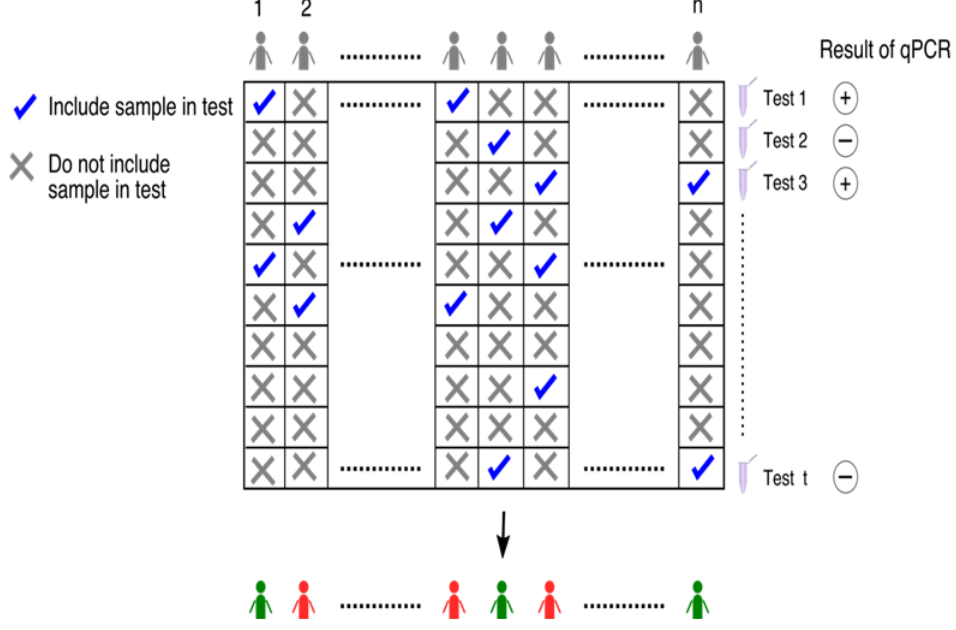 1 2 n
Result of qPCR
Include sample in test
Test 1 +
Do not include
sample in test
Test 2 −
Test 3 +
Test t −